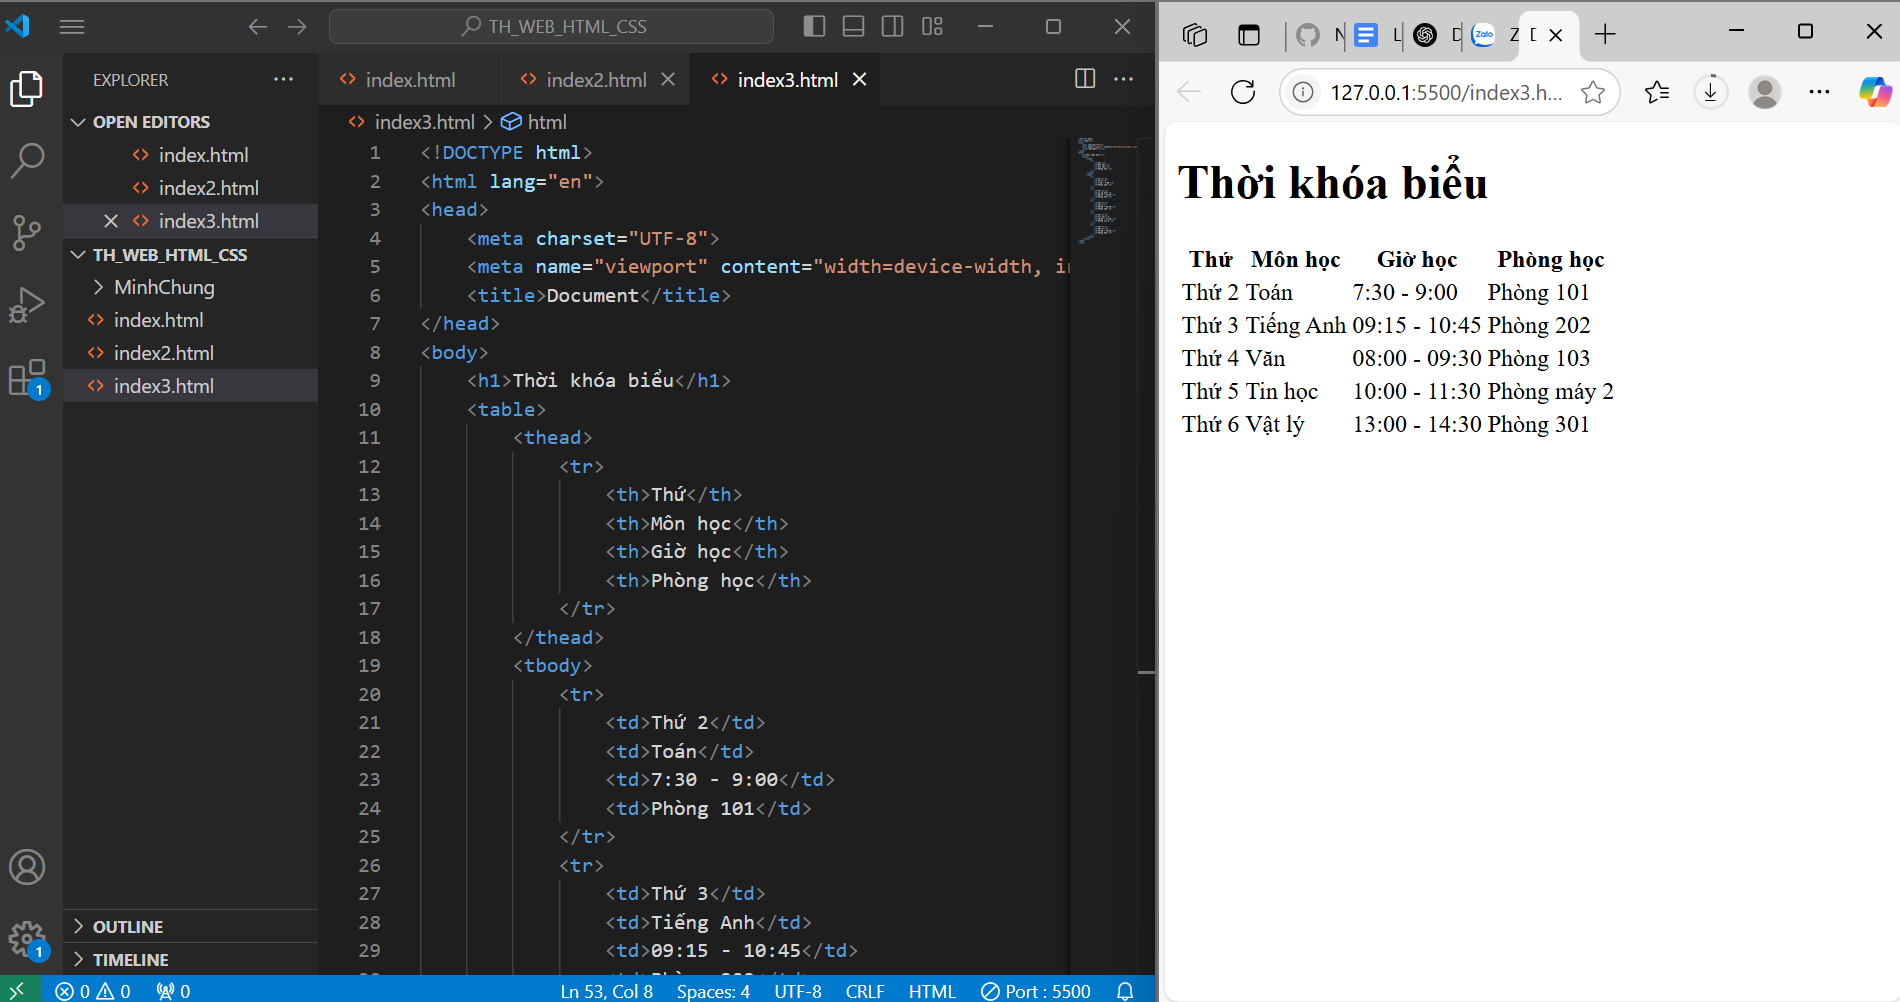 TH_WEB_HTML_CSS
EXPLORER
OPEN EDITORS
index.html
index2.html
index3.html
TH_WEB_HTML_CSS
MinhChung
index.html
index2.html
index3.html
1
1
OUTLINE
TIMELINE
index.html
index2.html
index3.html
index3.html > html
1 <!DOCTYPE html>
2 <html lang="en">
3 <head>
4 <meta charset="UTF-8">
5 <meta name="viewport" content="width=device-width, in
6 <title>Document</title>
7 </head>
8 <body>
9 <h1>Thời khóa biểu</h1>
10 <table>
11 <thead>
12 <tr>
13 <th>Thứ</th>
14 <th>Môn học</th>
15 <th>Giờ học</th>
16 <th>Phòng học</th>
17 </tr>
18 </thead>
19 <tbody>
20 <tr>
21 <td>Thứ 2</td>
22 <td>Toán</td>
23 <td>7:30 - 9:00</td>
24 <td>Phòng 101</td>
25 </tr>
26 <tr>
27 <td>Thứ 3</td>
28 <td>Tiếng Anh</td>
29 <td>09:15 - 10:45</td>
0 0 0 Ln 53, Col 8 Spaces: 4 UTF-8 CRLF HTML Port : 5500
N L D Zalo Z D
127.0.0.1:5500/index3.h...
Thời khóa biểu
Thứ Môn học Giờ học Phòng học
Thứ 2 Toán 7:30 - 9:00 Phòng 101
Thứ 3 Tiếng Anh 09:15 - 10:45 Phòng 202
Thứ 4 Văn 08:00 - 09:30 Phòng 103
Thứ 5 Tin học 10:00 - 11:30 Phòng máy 2
Thứ 6 Vật lý 13:00 - 14:30 Phòng 301